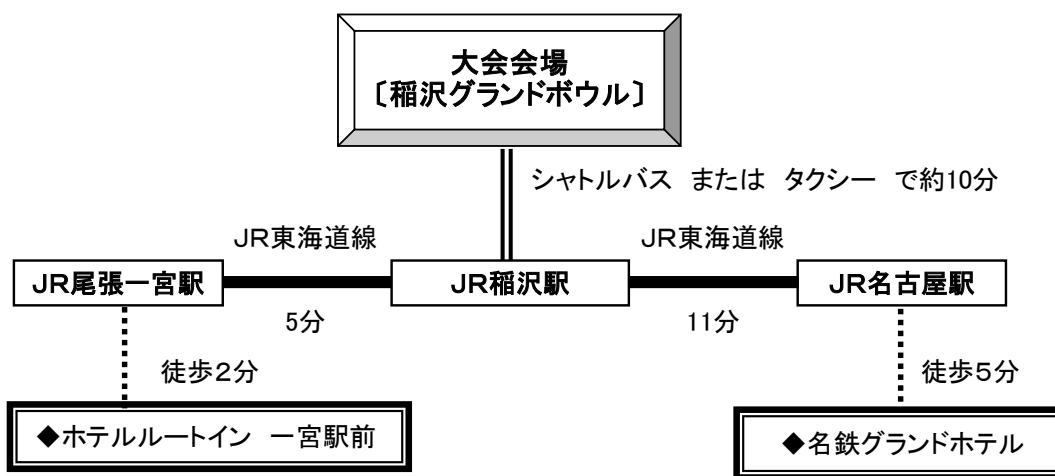 大会会場
〔稲沢グランドボウル〕
シャトルバス または タクシー で約10分
JR東海道線
JR東海道線
JR尾張一宮駅
JR稲沢駅
JR名古屋駅
5分
11分
徒歩2分
徒歩5分
◆ホテルルートイン 一宮駅前
◆名鉄グランドホテル